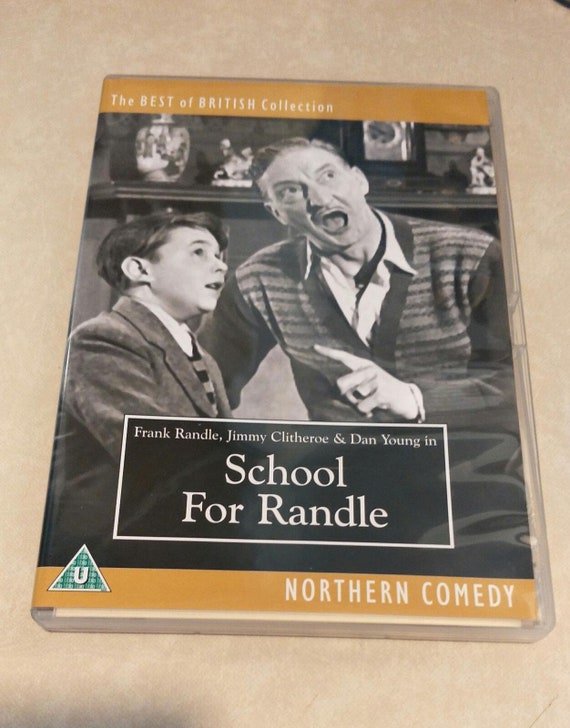 The BEST of BRITISH Collection
Frank Randle, Jimmy Clitheroe & Dan Young in
School
For Randle
U
NORTHERN COMEDY